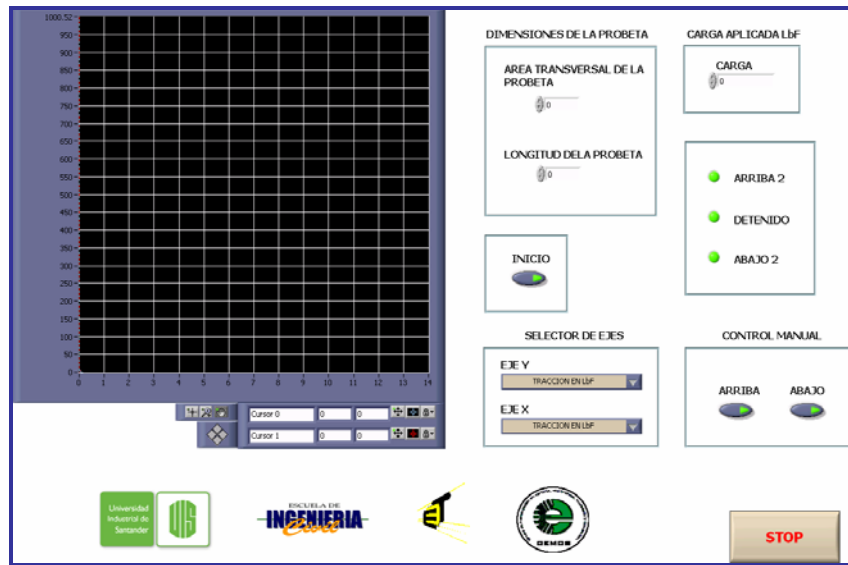 1000.52
950
900
850
800
750
700
650
600
550
500
450
400
350
300
250
200
150
100
50
0
0 1 2 3 4 5 6 7 8 9 10 11 12 13 14
Cursor 0 0 0
Cursor 1 0 0
DIMENSIONES DE LA PROBETA
AREA TRANSVERSAL DE LA
PROBETA
0
LONGITUD DELA PROBETA
0
CARGA APLICADA LbF
CARGA
0
ARRIBA 2
DETENIDO
ABAJO 2
INICIO
SELECTOR DE EJES
EJE Y
TRACCION EN LbF
EJE X
TRACCION EN LbF
CONTROL MANUAL
ARRIBA ABAJO
Universidad
Industrial de
Santander
UIS
ESCUELA DE
INGENIERIA
Civil
GEMOS
STOP